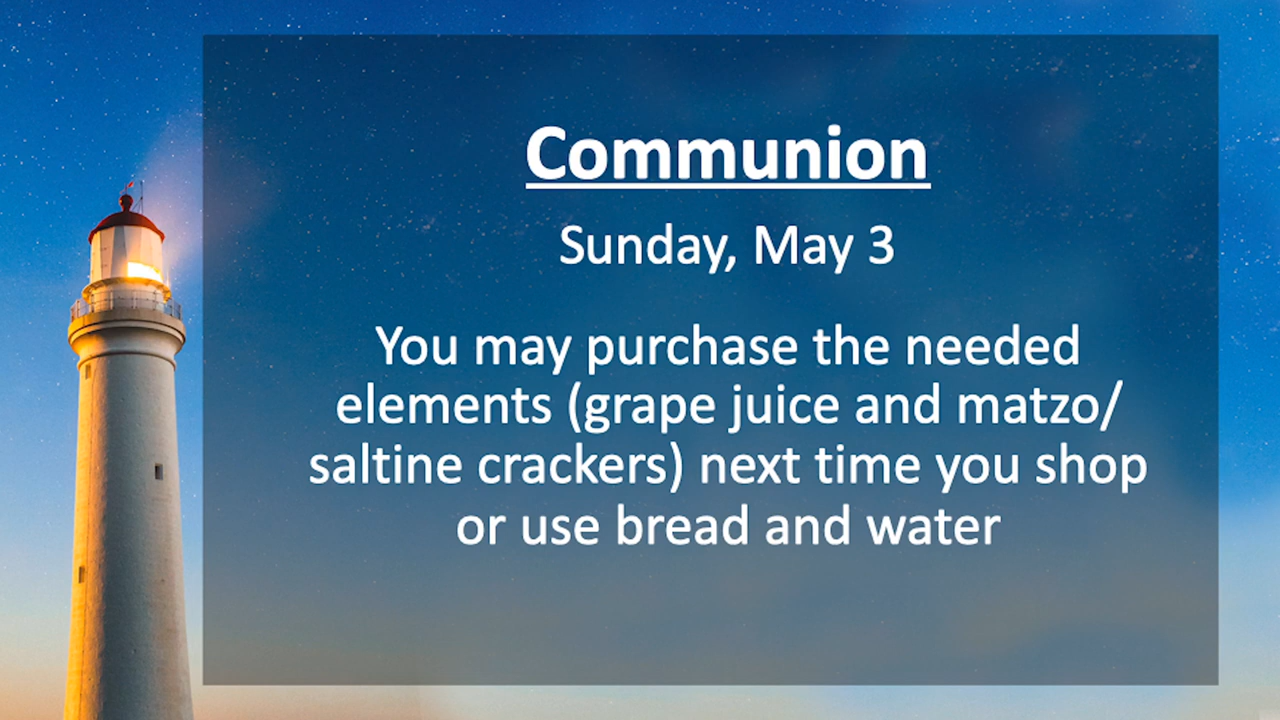 Communion
Sunday, May 3
You may purchase the needed
elements (grape juice and matzo/
saltine crackers) next time you shop
or use bread and water